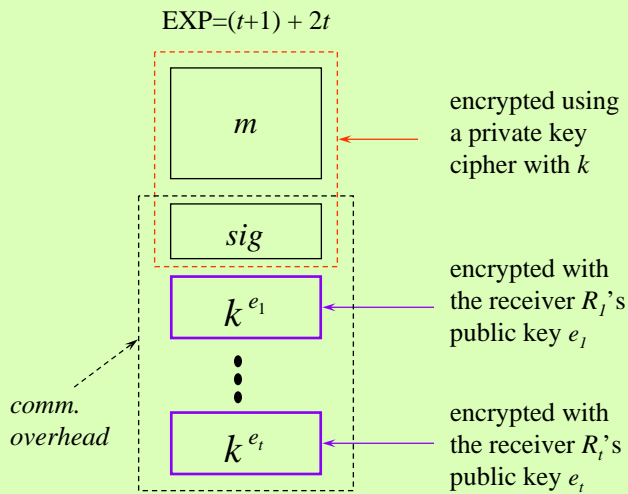 EXP=(t+1) + 2t
m
encrypted using
a private key
cipher with k
sig
encrypted with
the receiver R₁'s
public key e₁
k^e₁
comm.
overhead
k^eₜ
encrypted with
the receiver Rₜ's
public key eₜ